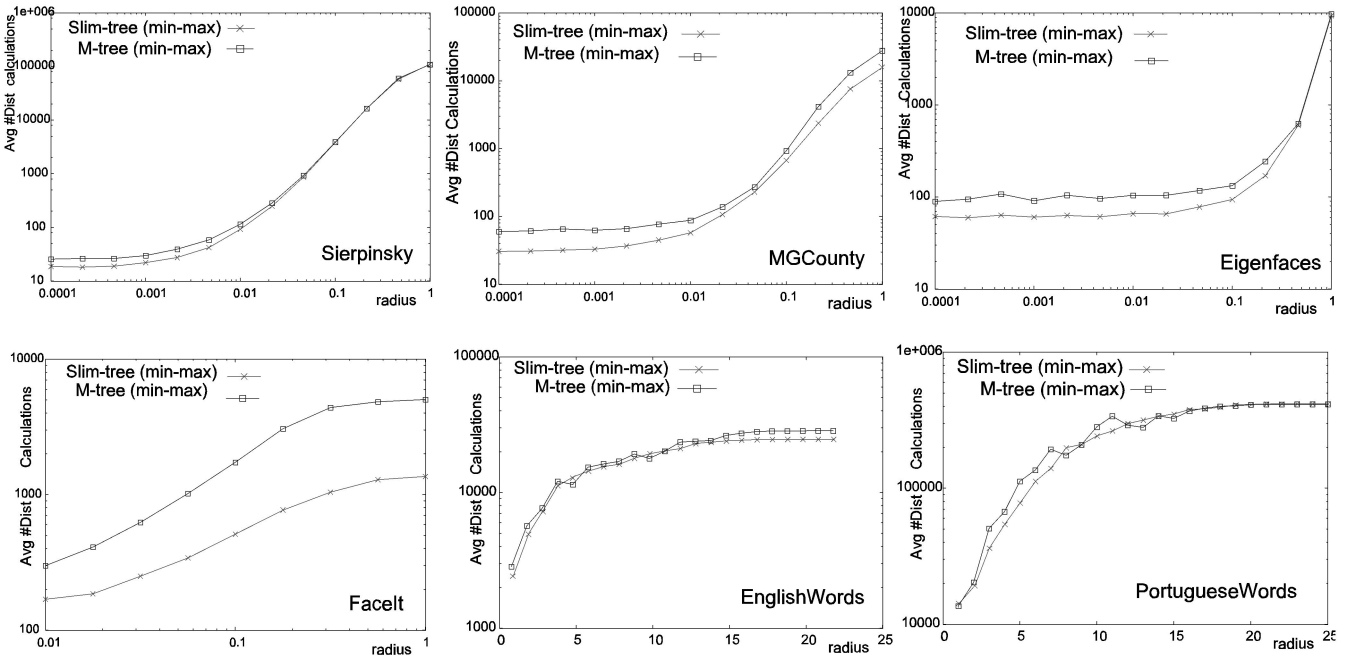 1e+006
100000
10000
1000
100
10
Avg #Dist calculations
Slim-tree (min-max)
M-tree (min-max)
Sierpinsky
0.0001
0.001
0.01
0.1
1
radius
100000
10000
1000
100
10
Avg #Dist Calculations
Slim-tree (min-max)
M-tree (min-max)
MGCounty
0.0001
0.001
0.01
0.1
1
radius
10000
1000
100
10
Avg #Dist Calculations
Slim-tree (min-max)
M-tree (min-max)
Eigenfaces
0.0001
0.001
0.01
0.1
1
radius
10000
1000
100
Avg #Dist Calculations
Slim-tree (min-max)
M-tree (min-max)
FaceIt
0.01
0.1
1
radius
100000
10000
1000
Avg #Dist Calculations
Slim-tree (min-max)
M-tree (min-max)
EnglishWords
0
5
10
15
20
25
radius
1e+006
100000
10000
Avg #Dist Calculations
Slim-tree (min-max)
M-tree (min-max)
PortugueseWords
0
5
10
15
20
25
radius